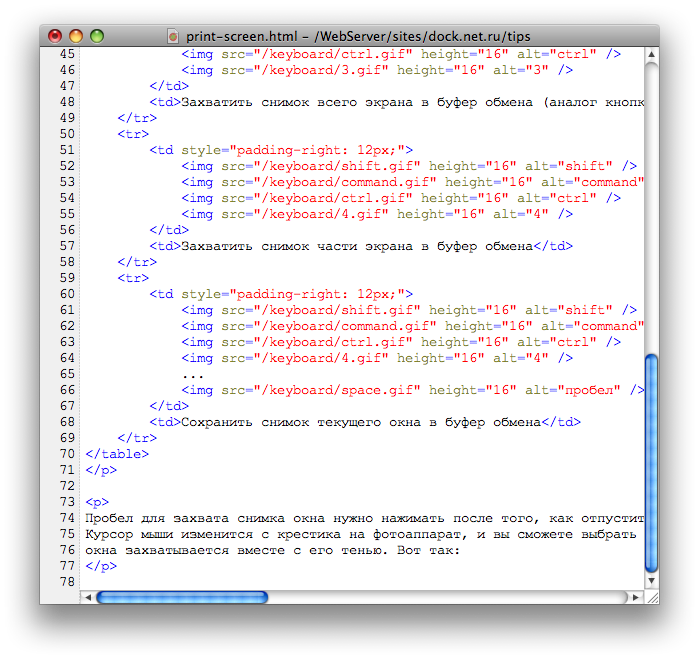 print-screen.html – /WebServer/sites/dock.net.ru/tips
45 <img src="/keyboard/ctrl.gif" height="16" alt="ctrl" />
46 <img src="/keyboard/3.gif" height="16" alt="3" />
47 </td>
48 <td>Захватить снимок всего экрана в буфер обмена (аналог кнопк
49 </tr>
50 <tr>
51 <td style="padding-right: 12px;">
52 <img src="/keyboard/shift.gif" height="16" alt="shift" />
53 <img src="/keyboard/command.gif" height="16" alt="command"
54 <img src="/keyboard/ctrl.gif" height="16" alt="ctrl" />
55 <img src="/keyboard/4.gif" height="16" alt="4" />
56 </td>
57 <td>Захватить снимок части экрана в буфер обмена</td>
58 </tr>
59 <tr>
60 <td style="padding-right: 12px;">
61 <img src="/keyboard/shift.gif" height="16" alt="shift" />
62 <img src="/keyboard/command.gif" height="16" alt="command"
63 <img src="/keyboard/ctrl.gif" height="16" alt="ctrl" />
64 <img src="/keyboard/4.gif" height="16" alt="4" />
65 ...
66 <img src="/keyboard/space.gif" height="16" alt="пробел" />
67 </td>
68 <td>Сохранить снимок текущего окна в буфер обмена</td>
69 </tr>
70 </table>
71 </p>
72
73 <p>
74 Пробел для захвата снимка окна нужно нажимать после того, как отпустит
75 Курсор мыши изменится с крестика на фотоаппарат, и вы сможете выбрать
76 окна захватывается вместе с его тенью. Вот так:
77 </p>
78